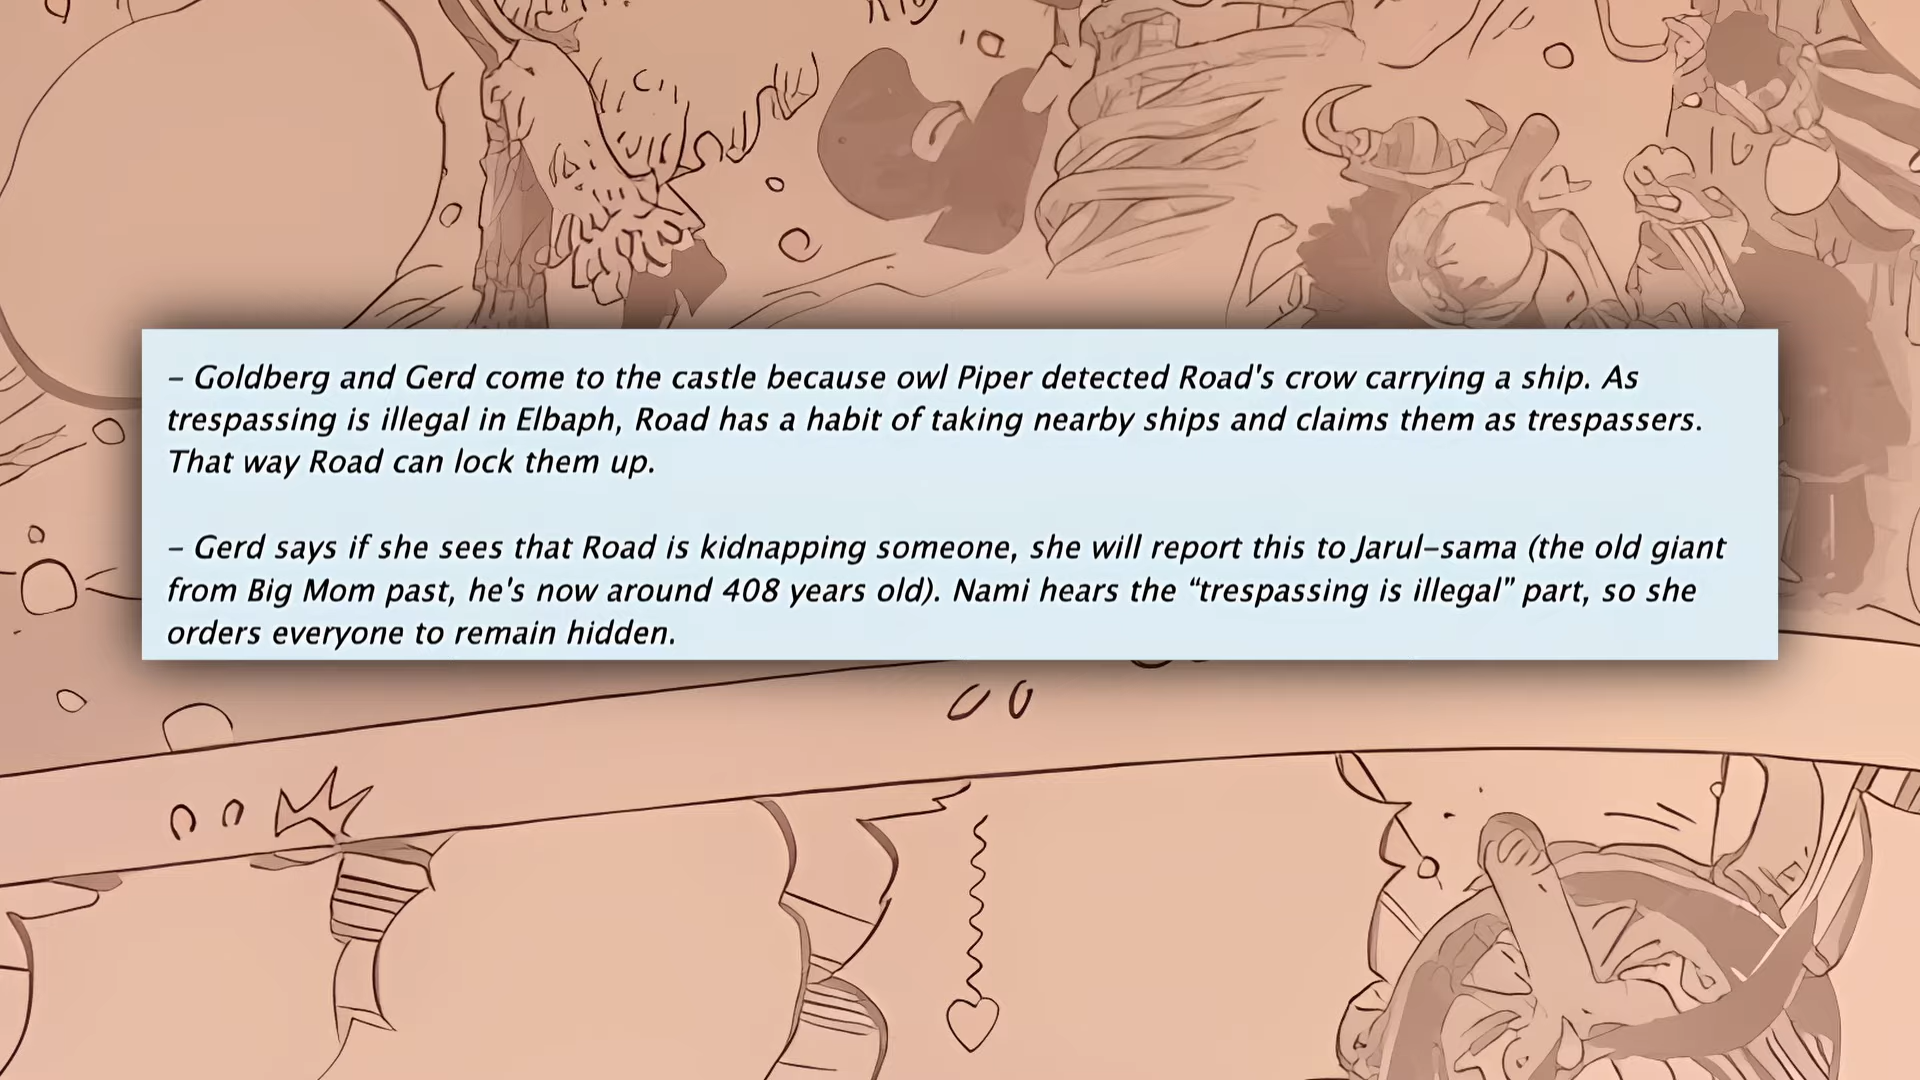 – Goldberg and Gerd come to the castle because owl Piper detected Road's crow carrying a ship. As
trespassing is illegal in Elbaph, Road has a habit of taking nearby ships and claims them as trespassers.
That way Road can lock them up.
– Gerd says if she sees that Road is kidnapping someone, she will report this to Jarul–sama (the old giant
from Big Mom past, he's now around 408 years old). Nami hears the “trespassing is illegal” part, so she
orders everyone to remain hidden.